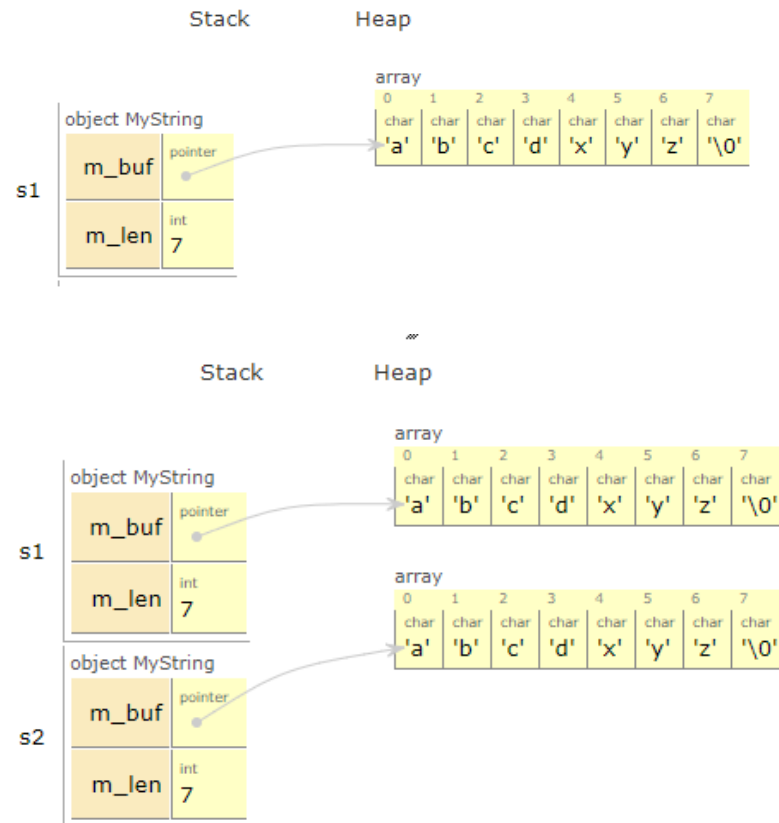 Stack Heap
array
0 1 2 3 4 5 6 7
object MyString
char char char char char char char char
m_buf pointer 'a' 'b' 'c' 'd' 'x' 'y' 'z' '\0'
s1
m_len int 7
Stack Heap
array
0 1 2 3 4 5 6 7
object MyString
char char char char char char char char
m_buf pointer 'a' 'b' 'c' 'd' 'x' 'y' 'z' '\0'
s1
m_len int 7
array
0 1 2 3 4 5 6 7
char char char char char char char char
'a' 'b' 'c' 'd' 'x' 'y' 'z' '\0'
object MyString
m_buf pointer
s2
m_len int 7